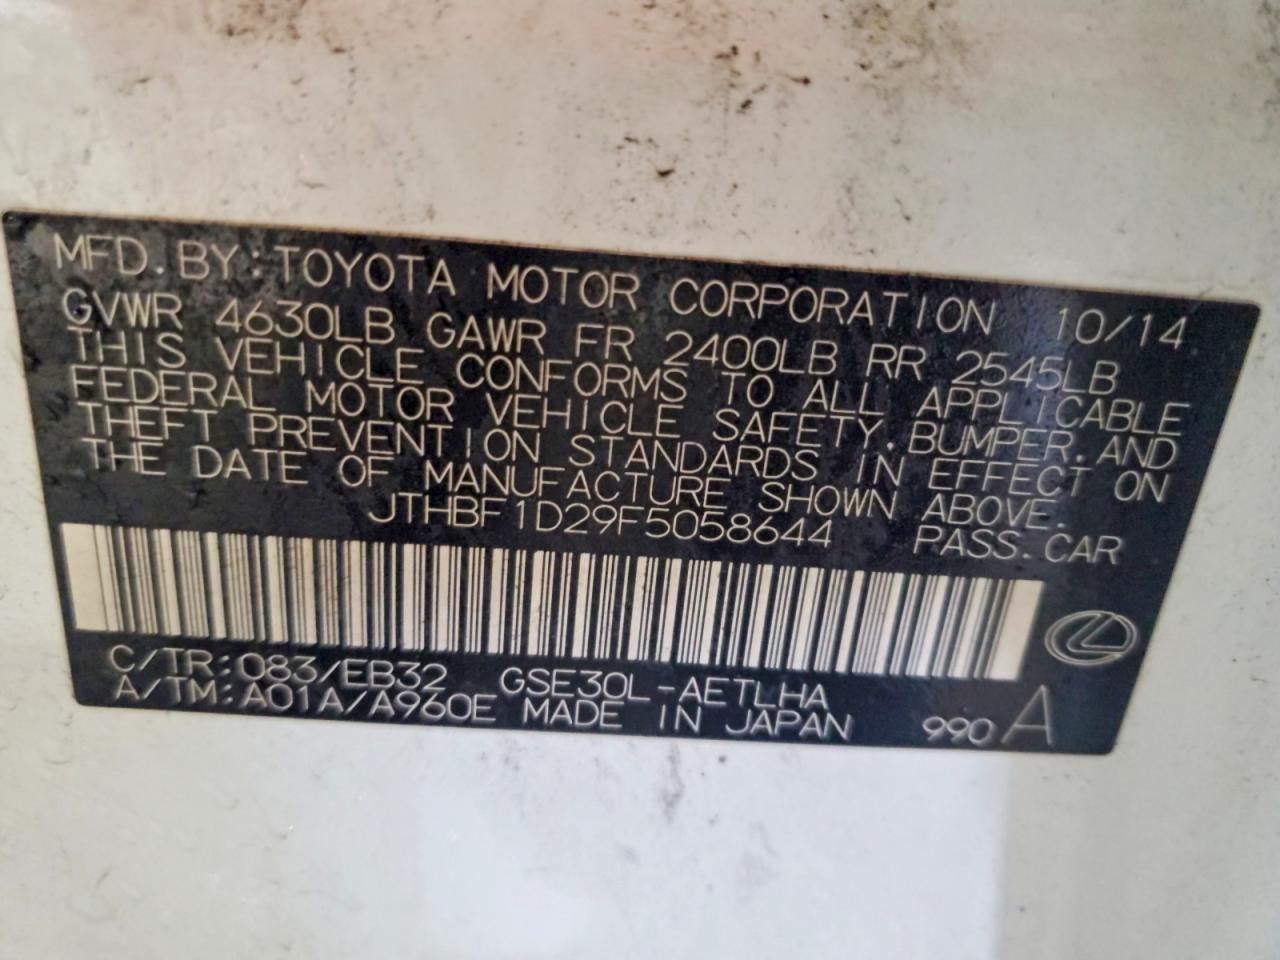 MFD. BY: TOYOTA MOTOR CORPORATION 10/14
GVWR 4630LB GAWR FR 2400LB RR 2545LB
THIS VEHICLE CONFORMS TO ALL APPLICABLE
FEDERAL MOTOR VEHICLE SAFETY, BUMPER, AND
THEFT PREVENTION STANDARDS IN EFFECT ON
THE DATE OF MANUFACTURE SHOWN ABOVE.
JTHBF1D29F5058644 PASS. CAR
C/TR: 083/EB32 GSE30L-AETLHA
A/TM: A01A/A960E MADE IN JAPAN 990 A